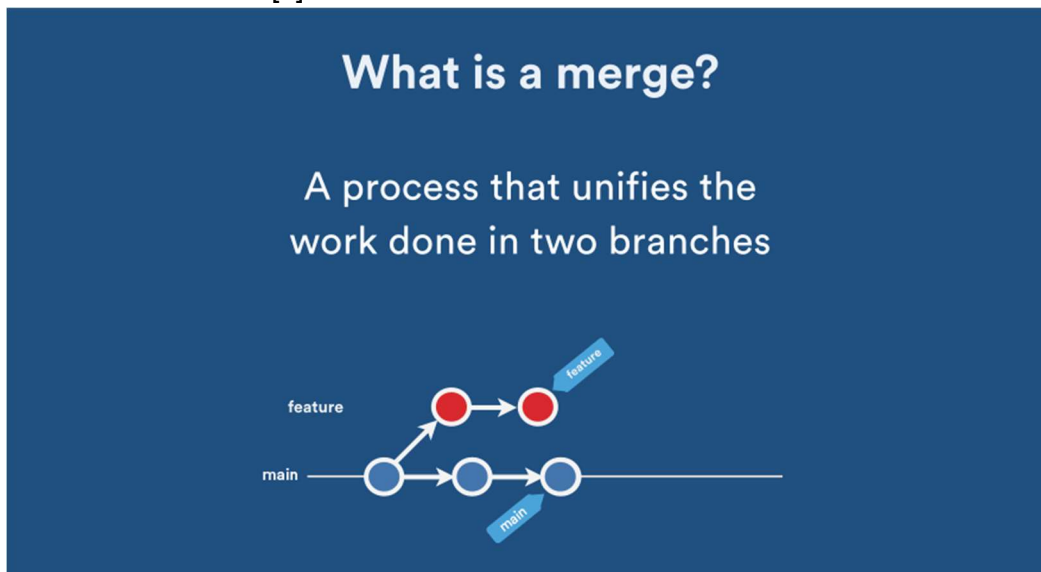 What is a merge?
A process that unifies the
work done in two branches
feature
feature
main
main